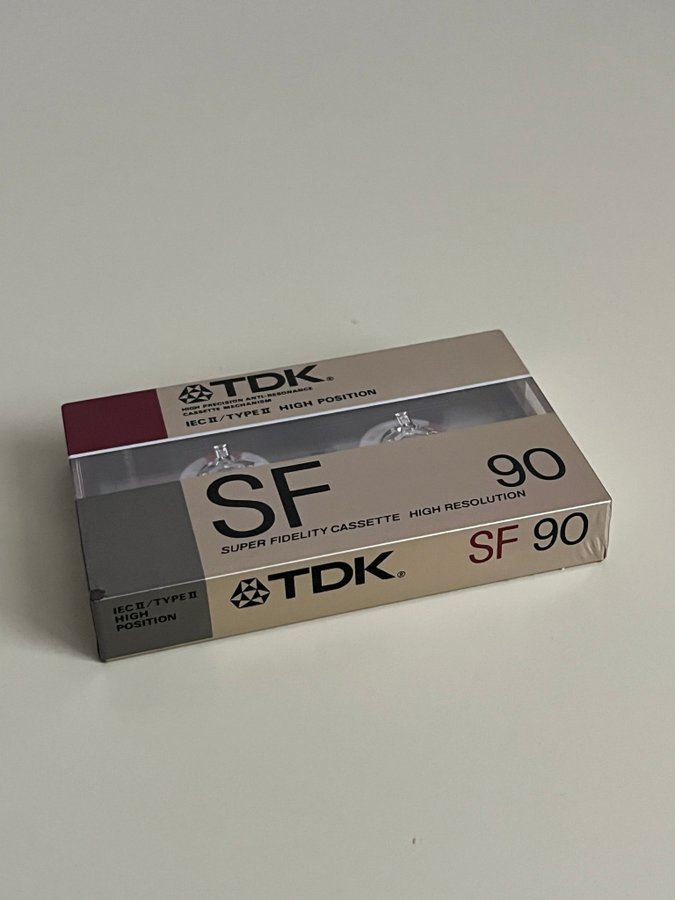 TDK®
HIGH PRECISION ANTI-RESONANCE
CASSETTE MECHANISM
IEC II/TYPE II HIGH POSITION
SF 90
SUPER FIDELITY CASSETTE HIGH RESOLUTION
IEC II/TYPE II
HIGH
POSITION
TDK® SF 90